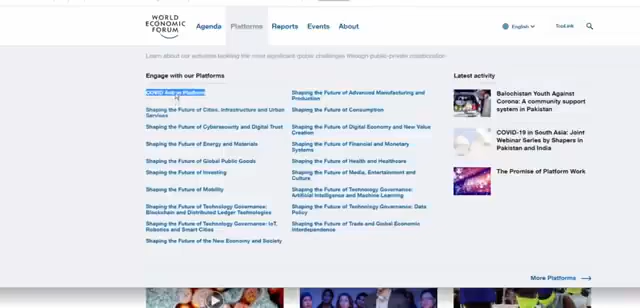 WORLD
ECONOMIC
FORUM
Agenda
Platforms
Reports
Events
About
English
TopLink
Learn about our activities tackling the most significant global challenges through public-private collaboration
Engage with our Platforms
COVID Action Platform
Shaping the Future of Cities, Infrastructure and Urban
Services
Shaping the Future of Cybersecurity and Digital Trust
Shaping the Future of Energy and Materials
Shaping the Future of Global Public Goods
Shaping the Future of Investing
Shaping the Future of Mobility
Shaping the Future of Technology Governance:
Blockchain and Distributed Ledger Technologies
Shaping the Future of Technology Governance: IoT,
Robotics and Smart Cities
Shaping the Future of the New Economy and Society
Shaping the Future of Advanced Manufacturing and
Production
Shaping the Future of Consumption
Shaping the Future of Digital Economy and New Value
Creation
Shaping the Future of Financial and Monetary
Systems
Shaping the Future of Health and Healthcare
Shaping the Future of Media, Entertainment and
Culture
Shaping the Future of Technology Governance:
Artificial Intelligence and Machine Learning
Shaping the Future of Technology Governance: Data
Policy
Shaping the Future of Trade and Global Economic
Interdependence
Latest activity
Balochistan Youth Against
Corona: A community support
system in Pakistan
COVID-19 in South Asia: Joint
Webinar Series by Shapers in
Pakistan and India
The Promise of Platform Work
More Platforms